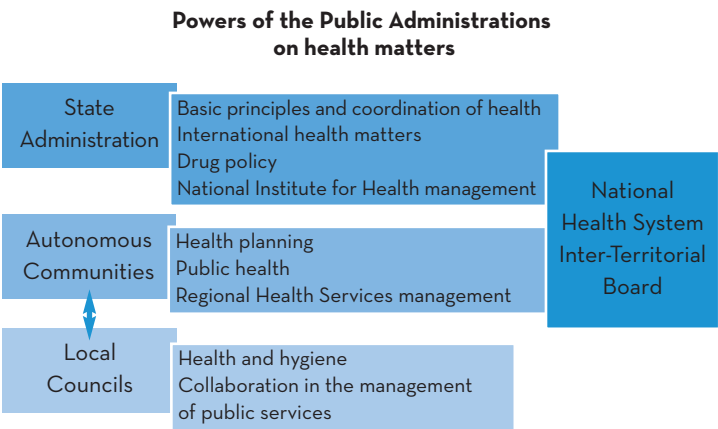 Powers of the Public Administrations
on health matters
State
Administration
Basic principles and coordination of health
International health matters
Drug policy
National Institute for Health management
National
Health System
Inter-Territorial
Board
Autonomous
Communities
Health planning
Public health
Regional Health Services management
Local
Councils
Health and hygiene
Collaboration in the management
of public services